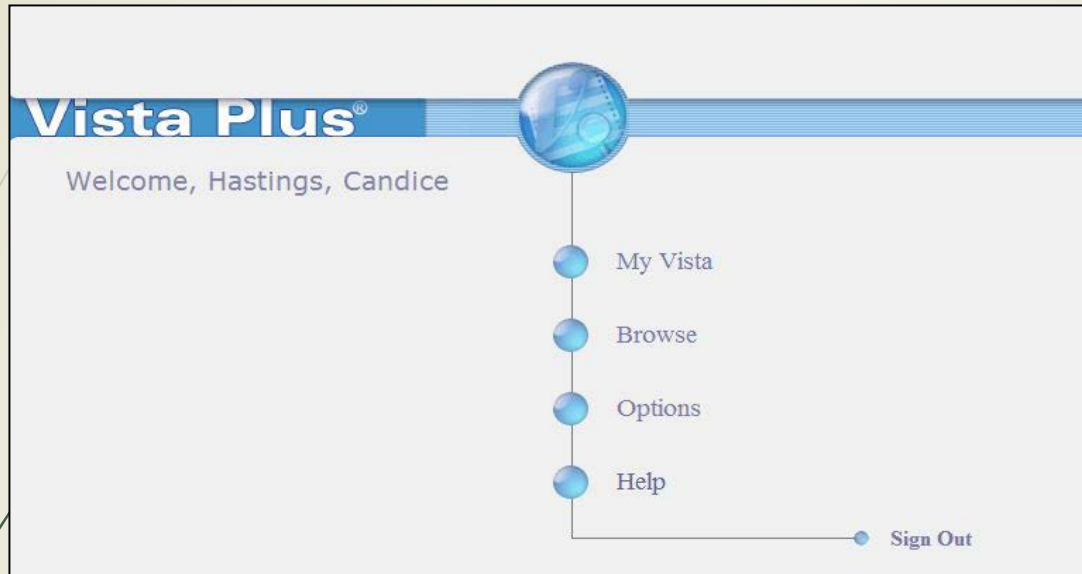 Vista Plus®
Welcome, Hastings, Candice
My Vista
Browse
Options
Help
Sign Out